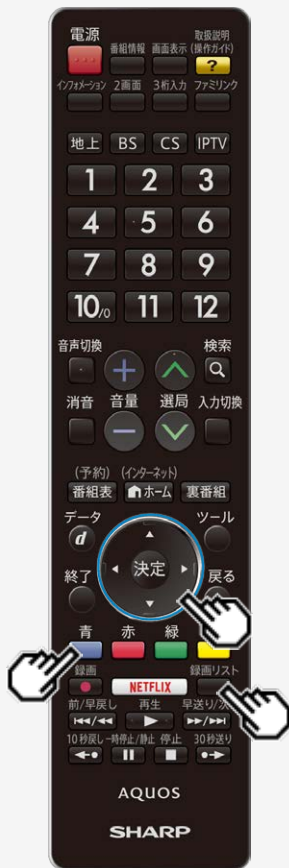 電源
番組情報 画面表示 取扱説明(操作ガイド)
?
インフォメーション 2画面 3桁入力 ファミリンク
地上 BS CS IPTV
1 2 3
4 5 6
7 8 9
10/0 11 12
音声切換 検索
消音 音量 選局 入力切換
(予約) (インターネット)
番組表 ホーム 裏番組
データ ツール
d
決定
終了 戻る
青 赤 緑
録画 録画リスト
NETFLIX
前/早戻し 再生 早送り/次
10秒戻し 一時停止/静止 停止 30秒送り
AQUOS
SHARP